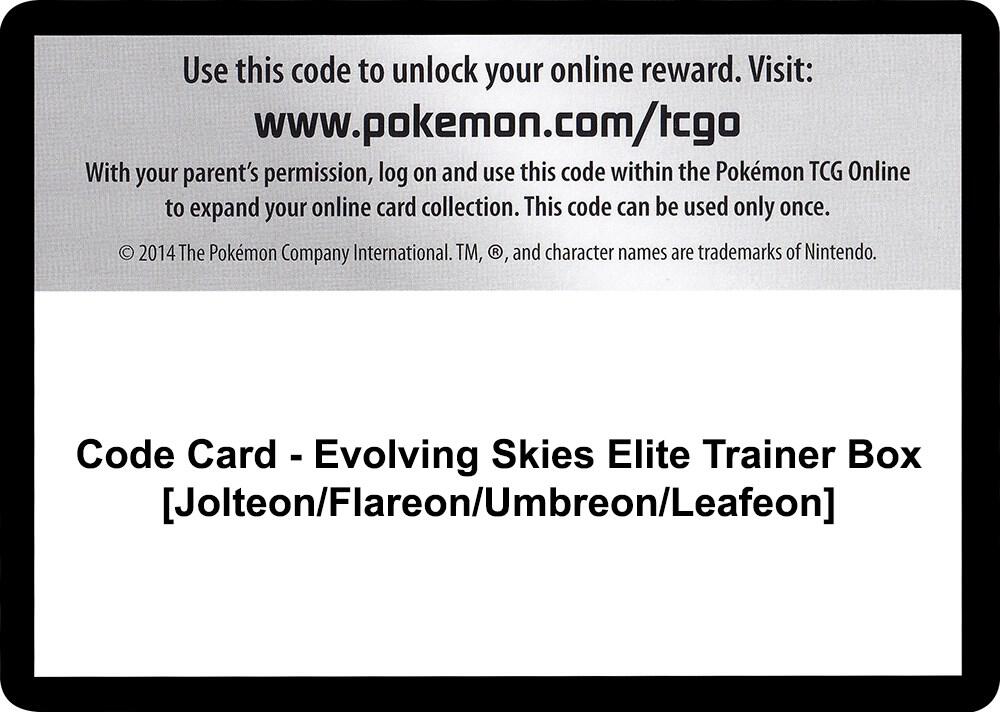 Use this code to unlock your online reward. Visit:
www.pokemon.com/tcgo
With your parent's permission, log on and use this code within the Pokémon TCG Online
to expand your online card collection. This code can be used only once.
© 2014 The Pokémon Company International. TM, ®, and character names are trademarks of Nintendo.
Code Card - Evolving Skies Elite Trainer Box
[Jolteon/Flareon/Umbreon/Leafeon]